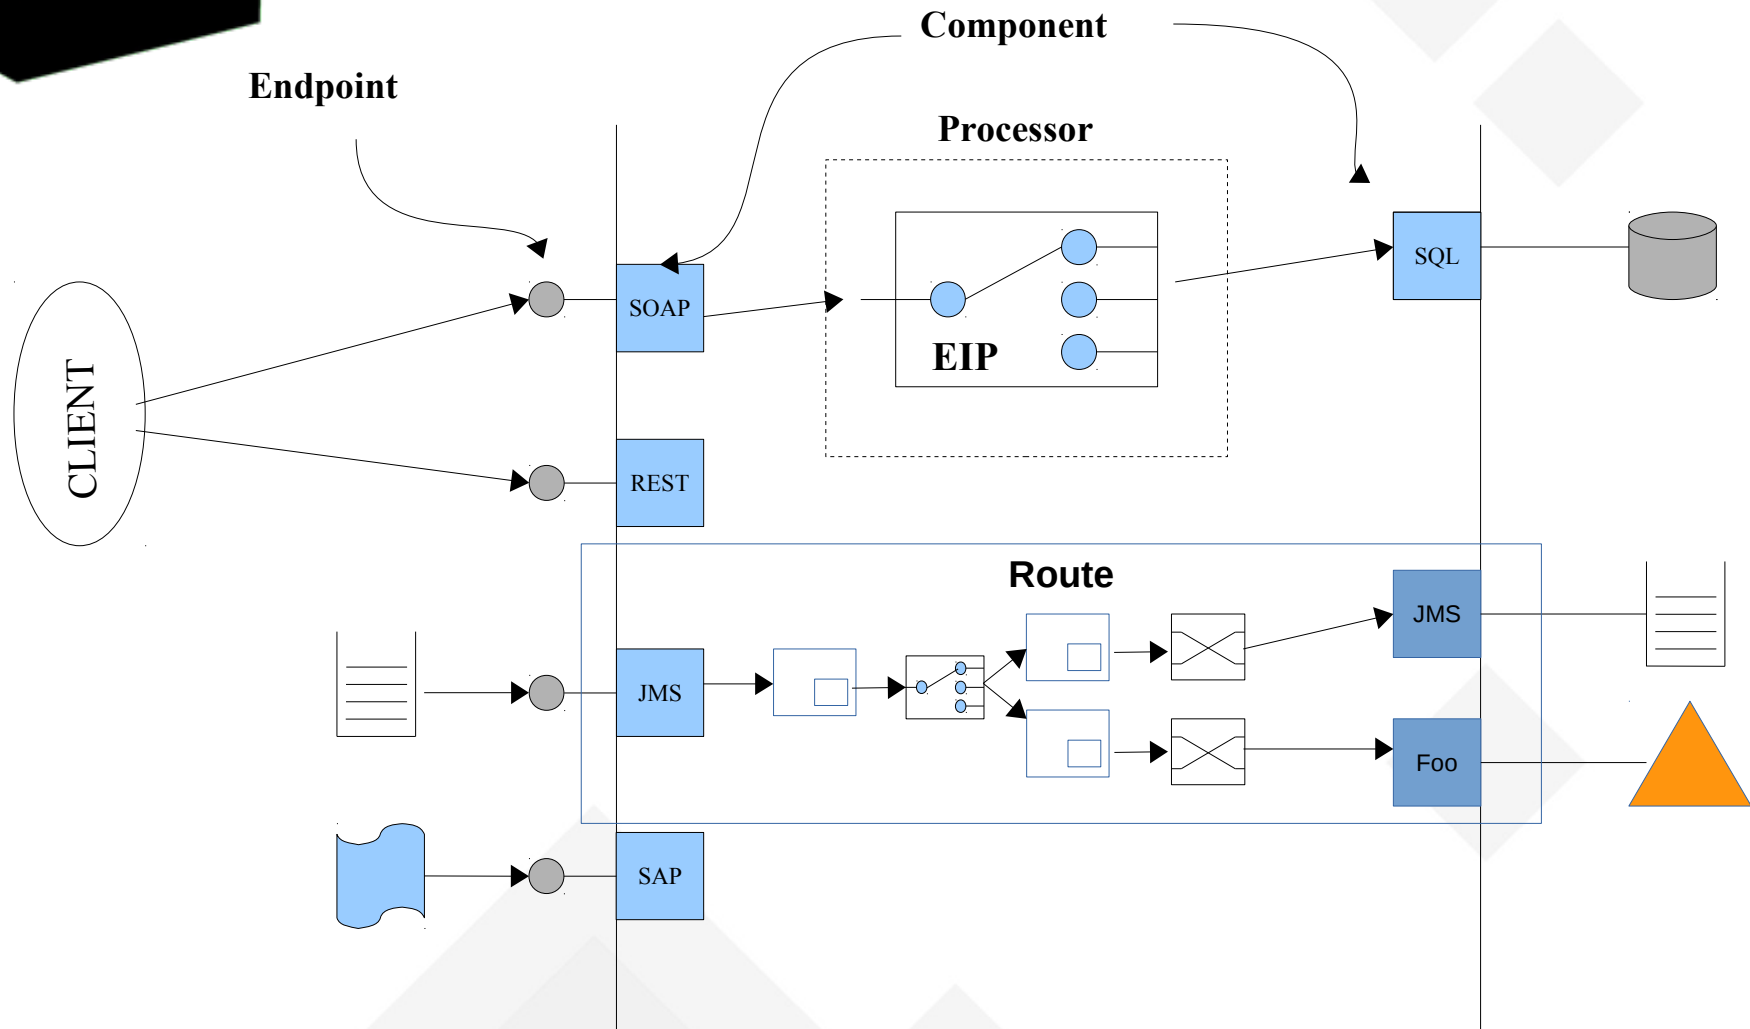 Component
Endpoint
Processor
SOAP
SQL
EIP
CLIENT
REST
Route
JMS
JMS
Foo
SAP